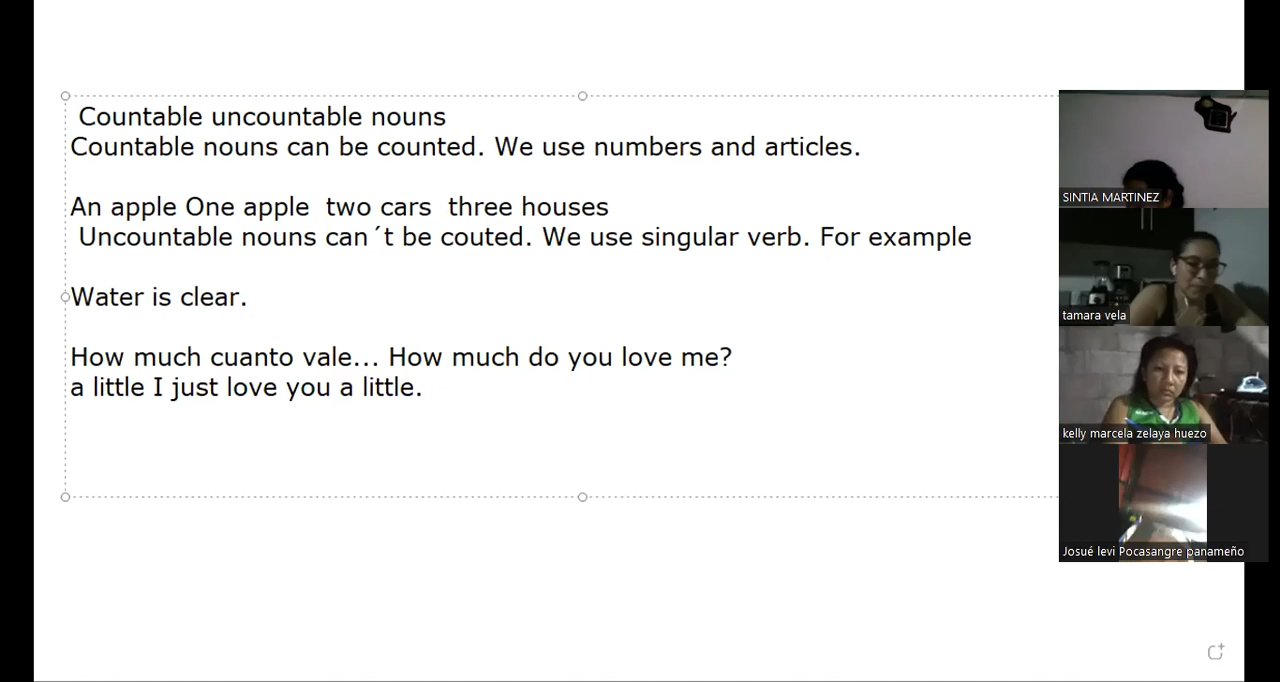 Countable uncountable nouns
Countable nouns can be counted. We use numbers and articles.
An apple One apple  two cars  three houses
Uncountable nouns can´t be couted. We use singular verb. For example
Water is clear.
How much cuanto vale... How much do you love me?
a little I just love you a little.
SINTIA MARTINEZ
tamara vela
kelly marcela zelaya huezo
Josué levi Pocasangre panameño